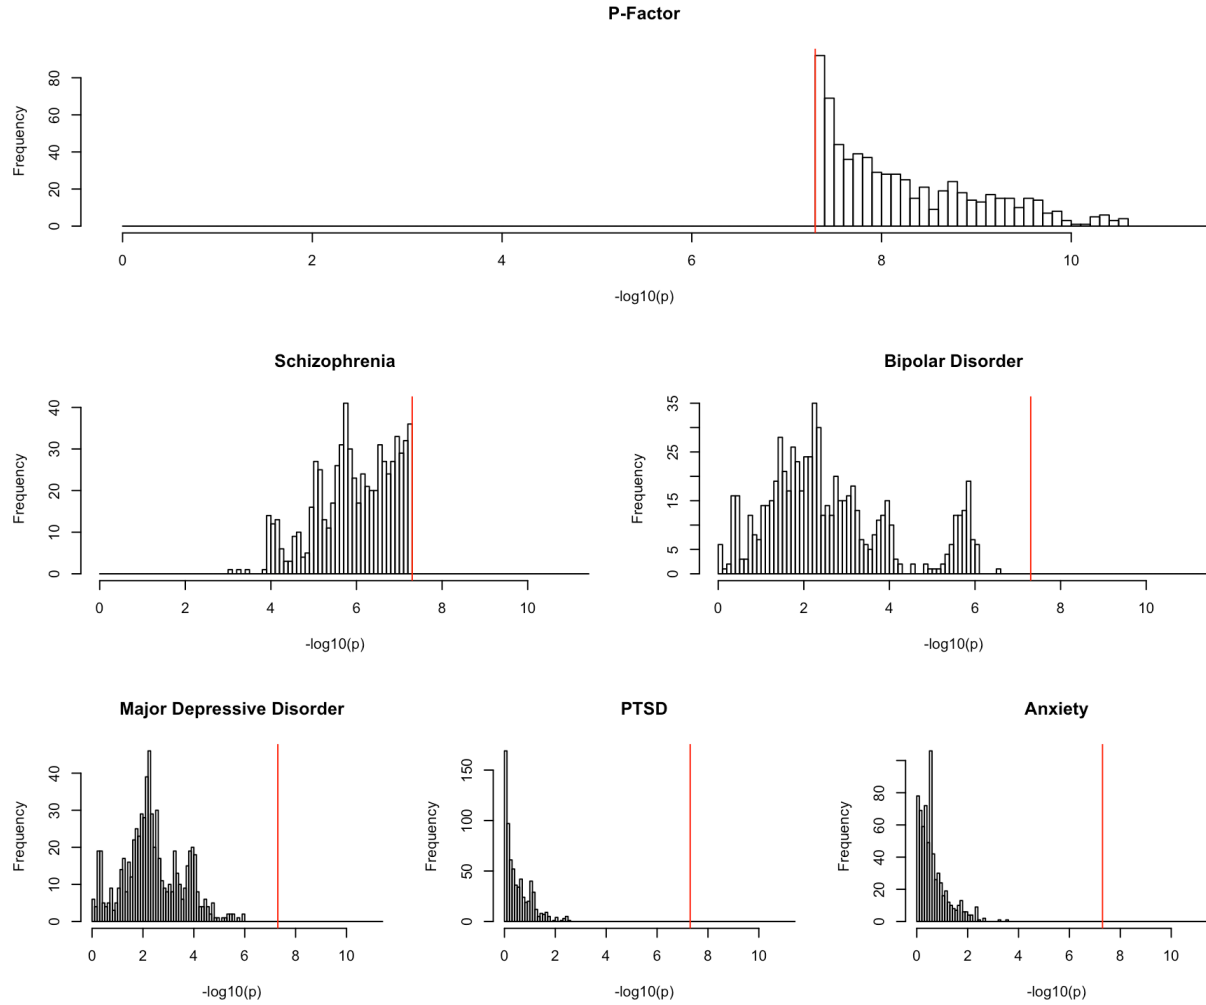 P-Factor
Frequency
0 20 40 60 80
0 2 4 6 8 10
-log10(p)
Schizophrenia
Frequency
0 10 20 30 40
0 2 4 6 8 10
-log10(p)
Bipolar Disorder
Frequency
0 5 15 25 35
0 2 4 6 8 10
-log10(p)
Major Depressive Disorder
Frequency
0 10 20 30 40
0 2 4 6 8 10
-log10(p)
PTSD
Frequency
0 50 100 150
0 2 4 6 8 10
-log10(p)
Anxiety
Frequency
0 20 40 60 80
0 2 4 6 8 10
-log10(p)